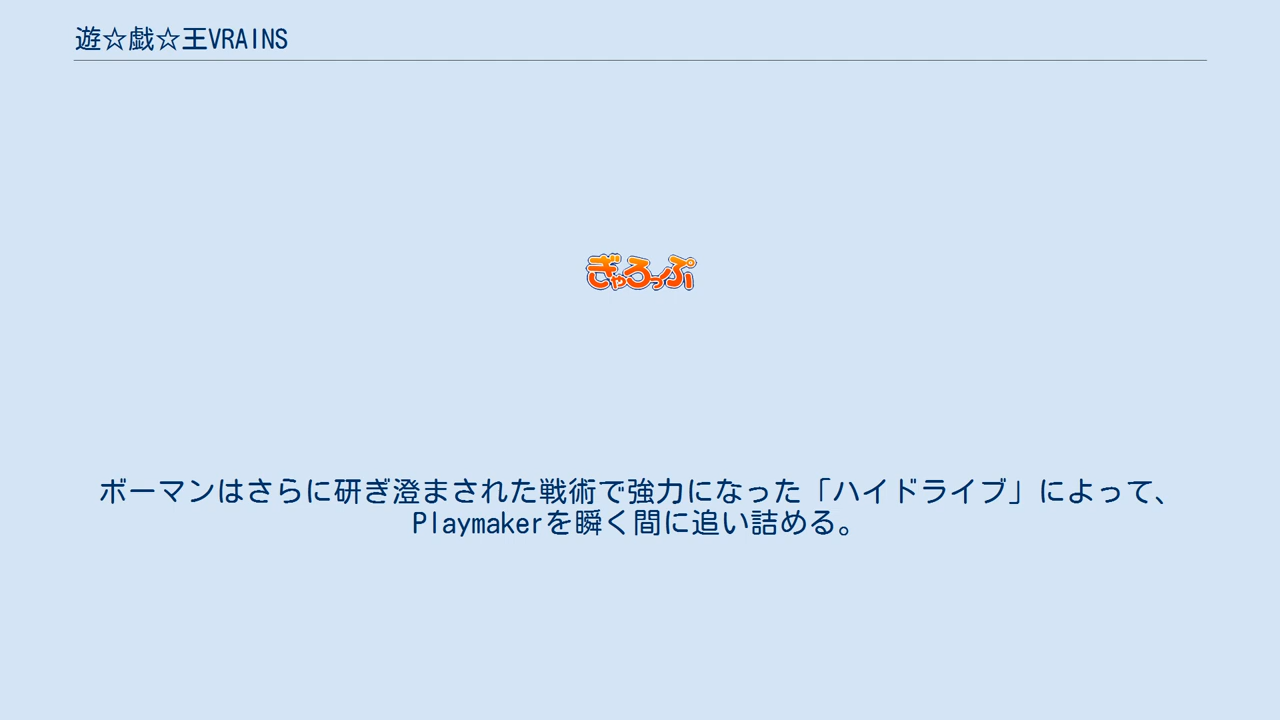 遊☆戯☆王VRAINS
ぎゃろっぷ
ボーマンはさらに研ぎ澄まされた戦術で強力になった「ハイドライブ」によって、
Playmakerを瞬く間に追い詰める。